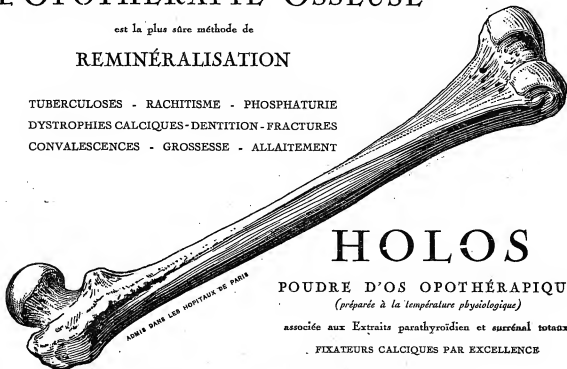 L'OPOTHÉRAPIE OSSEUSE
est la plus sûre méthode de
REMINÉRALISATION
TUBERCULOSES - RACHITISME - PHOSPHATURIE
DYSTROPHIES CALCIQUES-DENTITION-FRACTURES
CONVALESCENCES - GROSSESSE - ALLAITEMENT
ADMIS DANS LES HOPITAUX DE PARIS
HOLOS
POUDRE D'OS OPOTHÉRAPIQU
(préparée à la température physiologique)
associée aux Extraits parathyroïdien et surrénal totaux
FIXATEURS CALCIQUES PAR EXCELLENCE